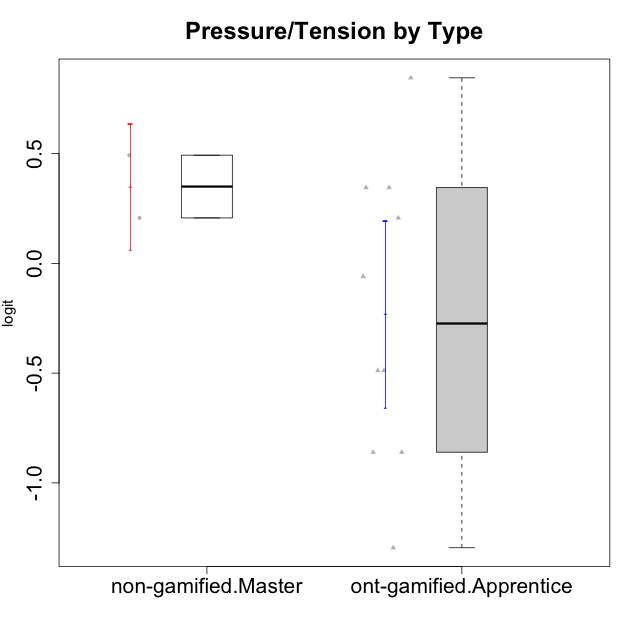 Pressure/Tension by Type
logit
0.5
0.0
-0.5
-1.0
non-gamified.Master
ont-gamified.Apprentice